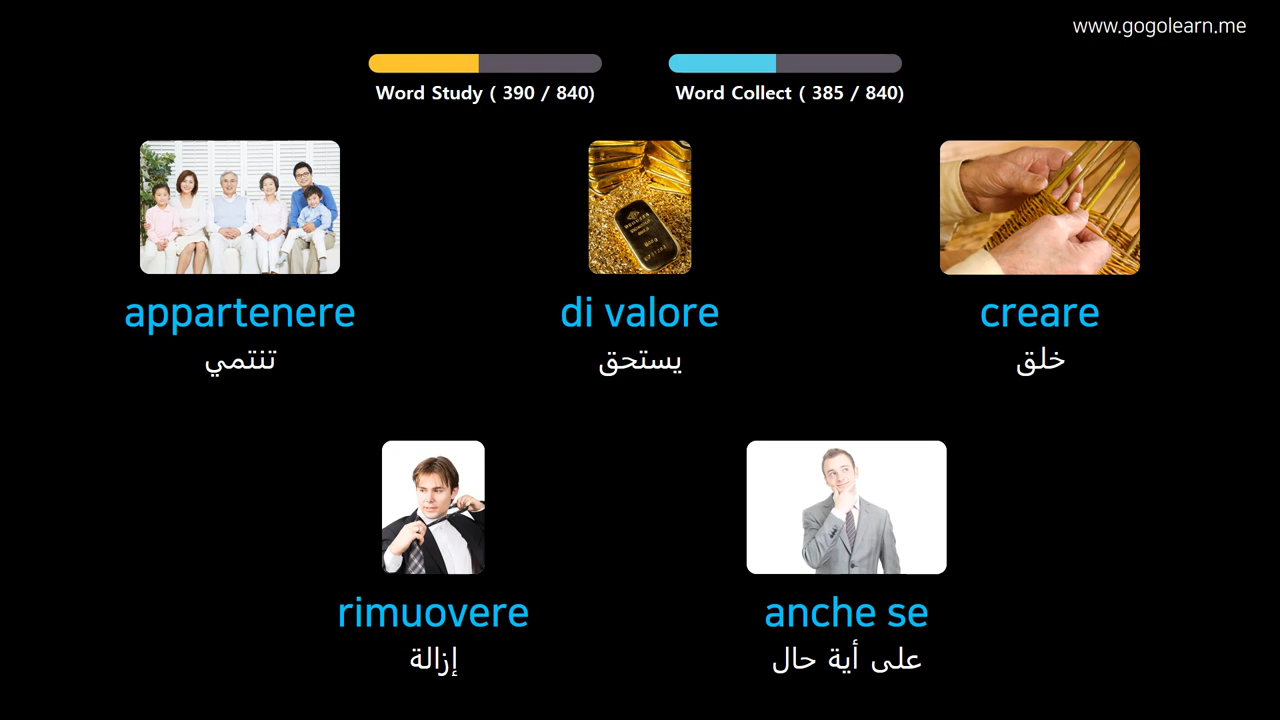 www.gogolearn.me
Word Study ( 390 / 840)
Word Collect ( 385 / 840)
appartenere
تنتمي
di valore
يستحق
creare
خلق
rimuovere
إزالة
anche se
على أية حال